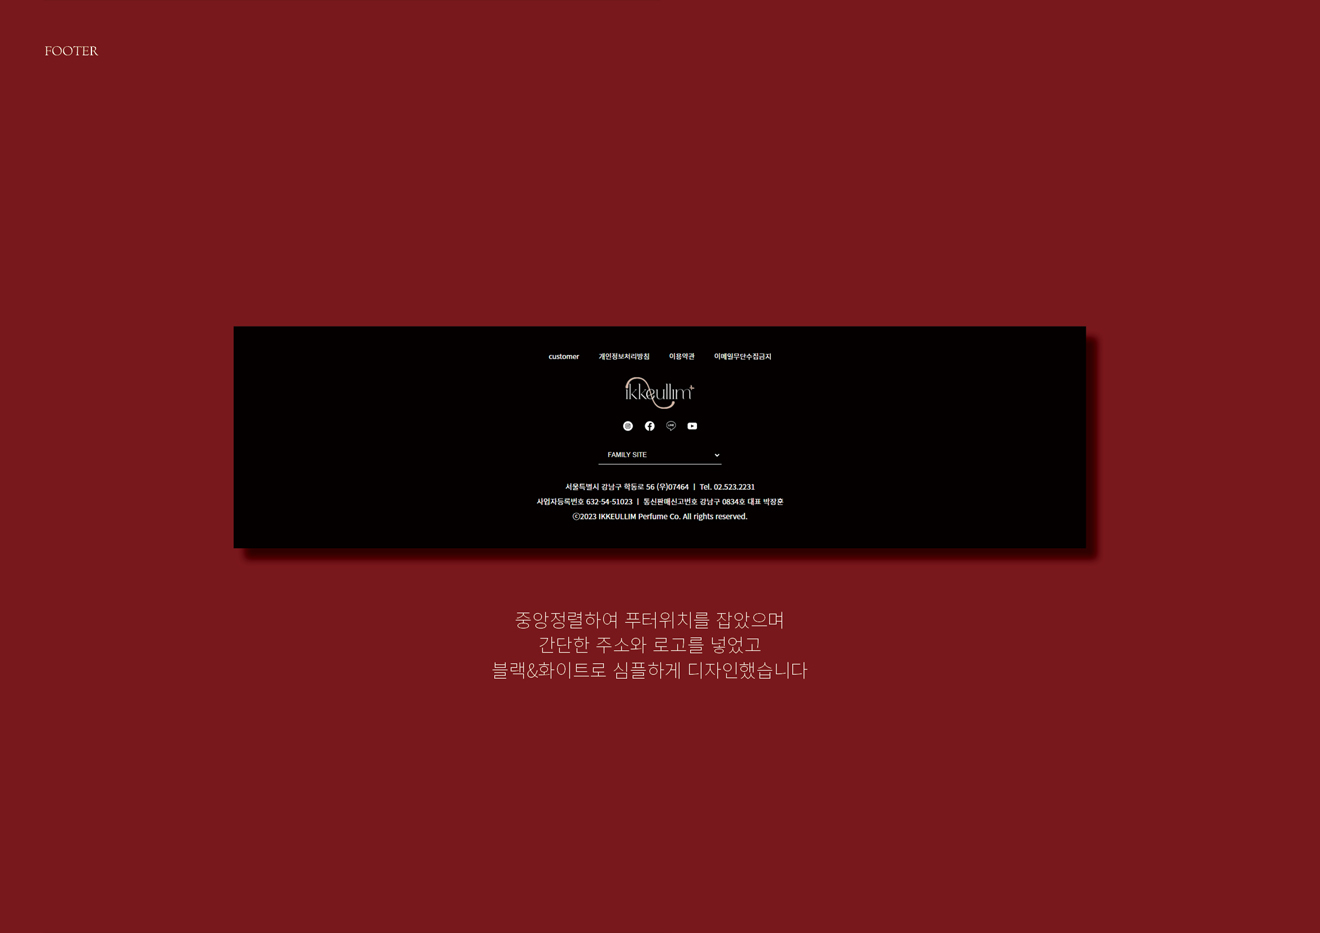 FOOTER
customer 개인정보처리방침 이용약관 이메일무단수집금지
ikkeullim
LINE
FAMILY SITE
서울특별시 강남구 학동로 56 (우)07464 | Tel. 02.523.2231
사업자등록번호 632-54-51023 | 통신판매신고번호 강남구 0834호 대표 박창훈
ⓒ2023 IKKEULLIM Perfume Co. All rights reserved.
중앙정렬하여 푸터위치를 잡았으며
간단한 주소와 로고를 넣었고
블랙&화이트로 심플하게 디자인했습니다